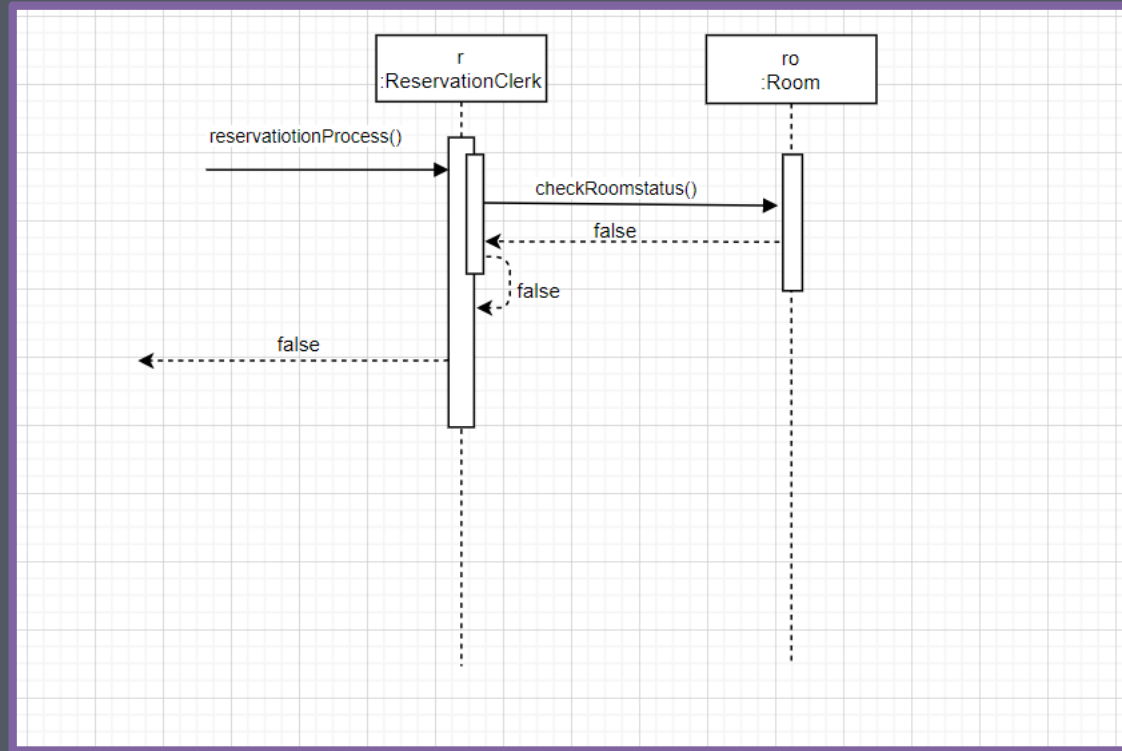 r
:ReservationClerk
ro
:Room
reservatiotionProcess()
checkRoomstatus()
false
false
false